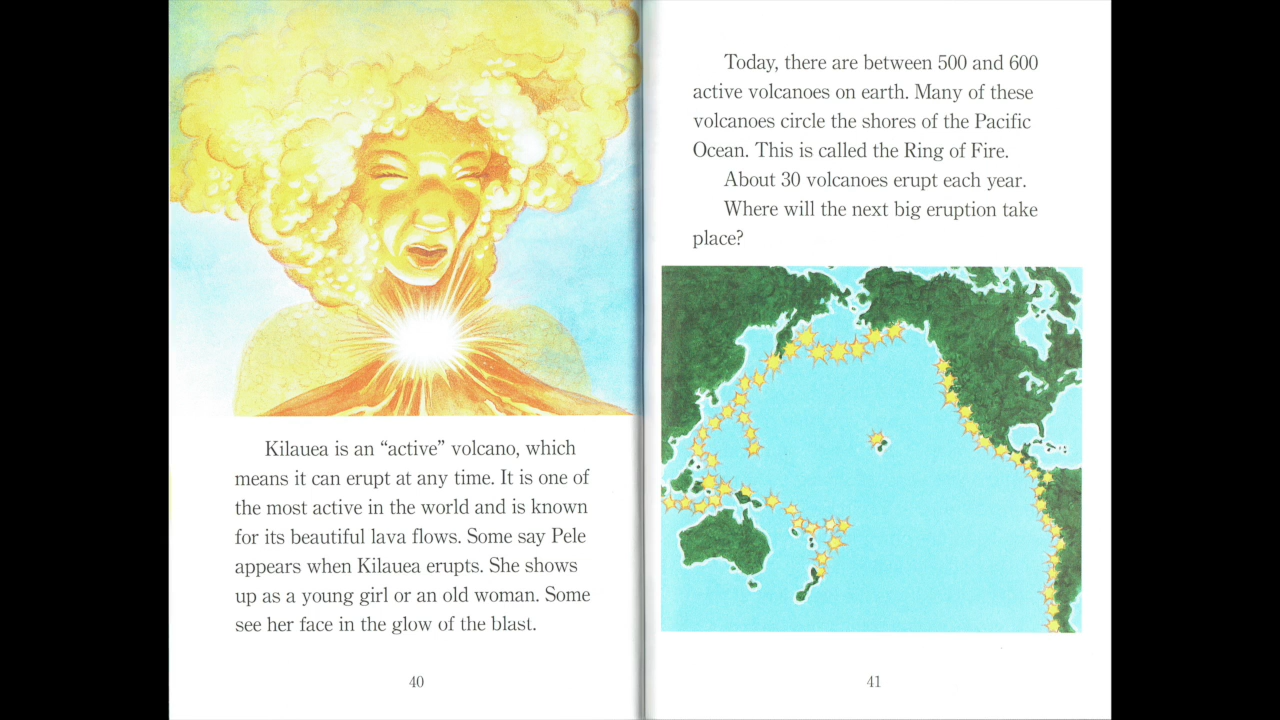 Kilauea is an “active” volcano, which
means it can erupt at any time. It is one of
the most active in the world and is known
for its beautiful lava flows. Some say Pele
appears when Kilauea erupts. She shows
up as a young girl or an old woman. Some
see her face in the glow of the blast.
40
Today, there are between 500 and 600
active volcanoes on earth. Many of these
volcanoes circle the shores of the Pacific
Ocean. This is called the Ring of Fire.
About 30 volcanoes erupt each year.
Where will the next big eruption take
place?
41